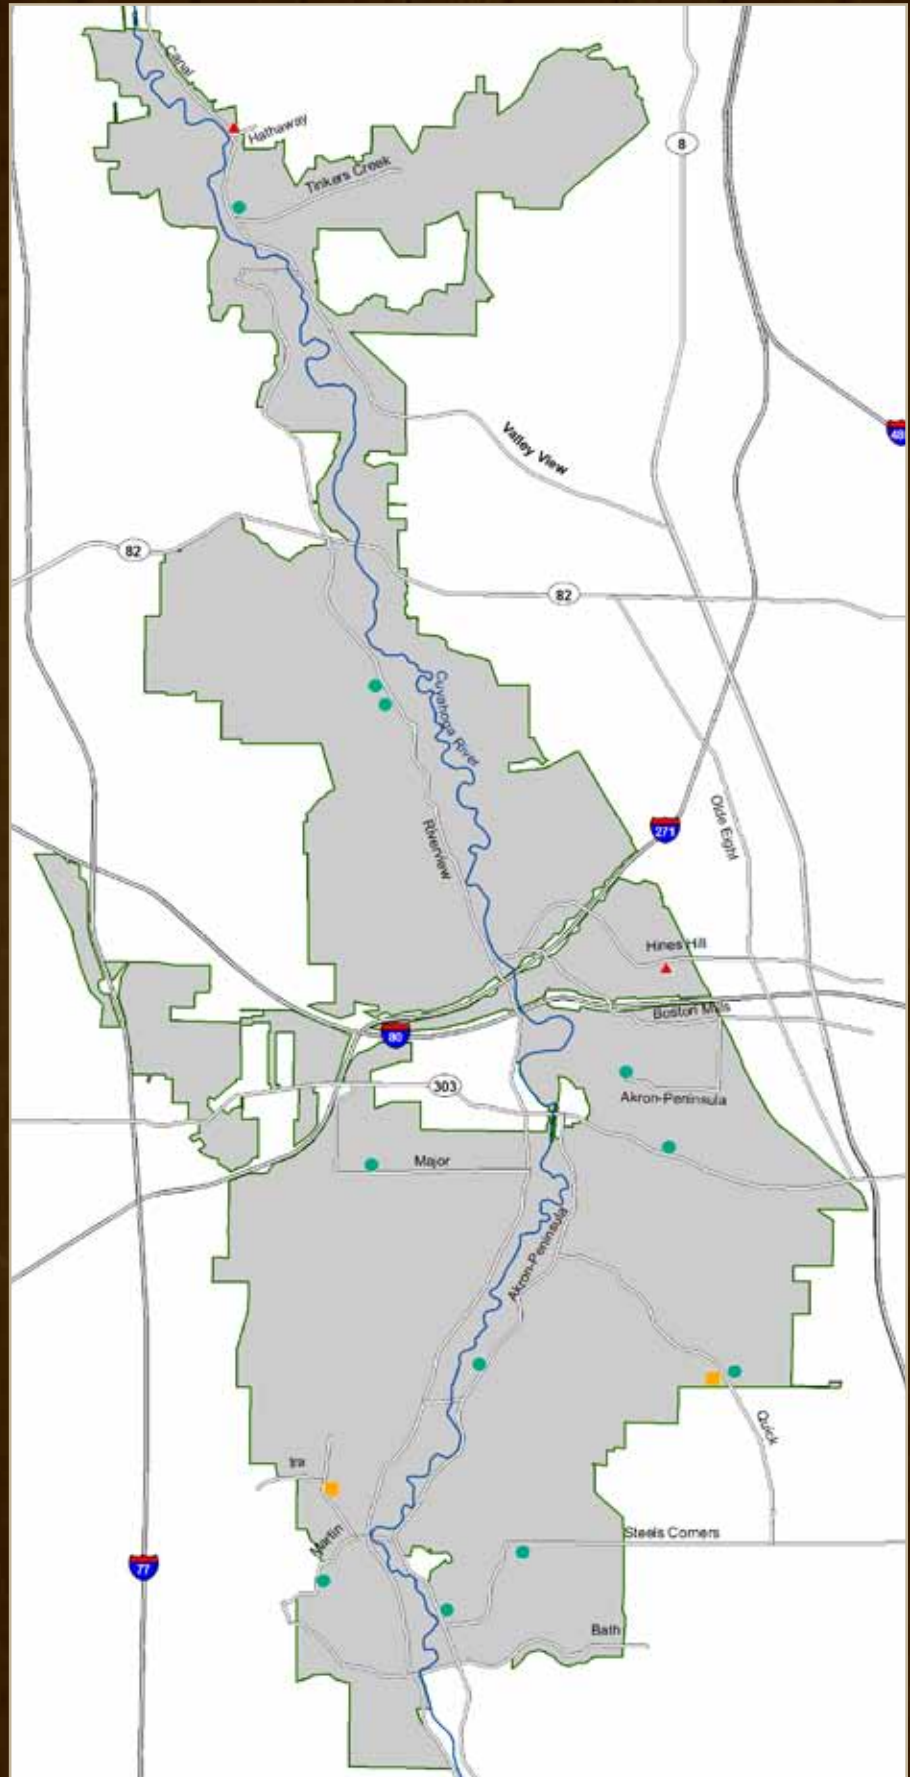 Canal
Hathaway
8
Tinkers Creek
Valley View
48
82
82
Cuyahoga River
271
Olde Eight
Riverview
Hines Hill
Boston Mills
80
303
Akron-Peninsula
Major
Akron-Peninsula
Quick
Ira
Steels Corners
Martin
77
Bath